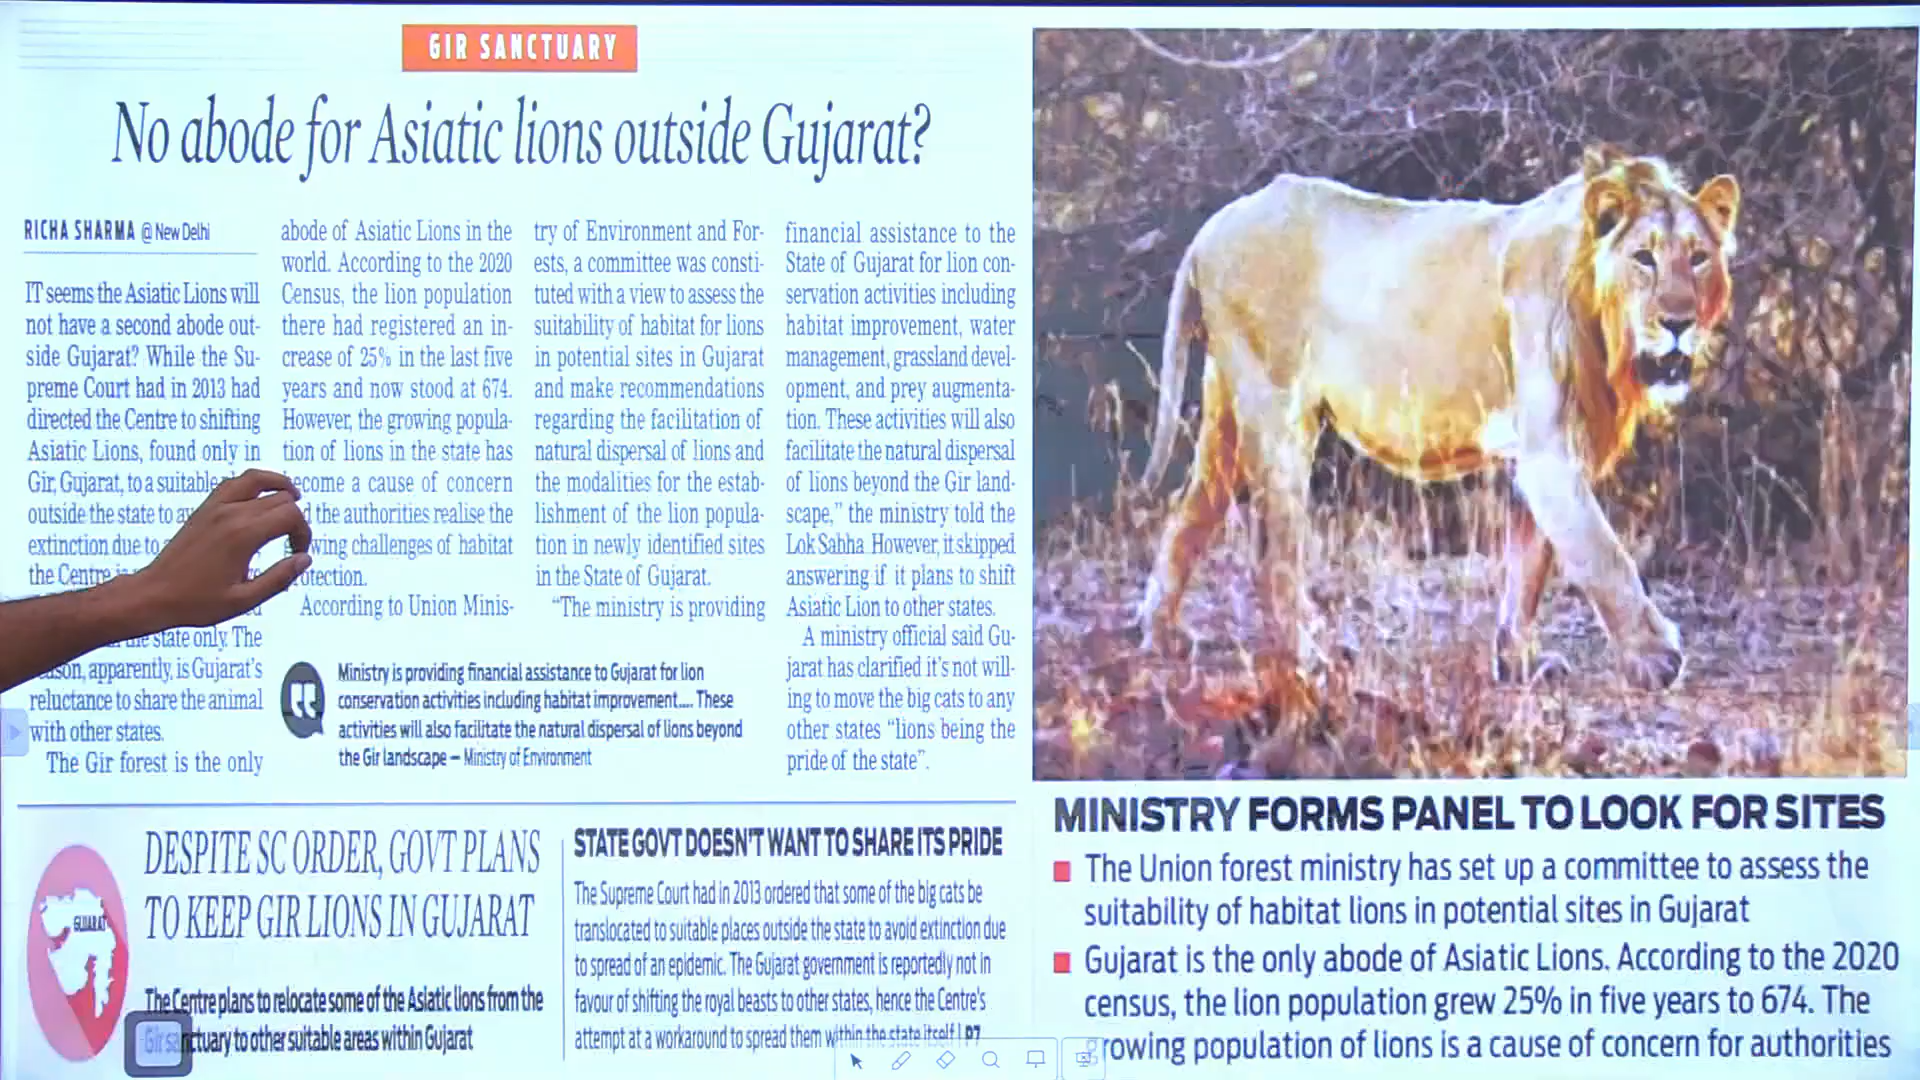 GIR SANCTUARY
No abode for Asiatic lions outside Gujarat?
RICHA SHARMA @ New Delhi
IT seems the Asiatic Lions will
not have a second abode out-
side Gujarat? While the Su-
preme Court had in 2013 had
directed the Centre to shifting
Asiatic Lions, found only in
Gir, Gujarat, to a suitable
outside the state to
extinction due to
the Centre
the state only. The
apparently, is Gujarat's
reluctance to share the animal
with other states.
The Gir forest is the only
abode of Asiatic Lions in the
world. According to the 2020
Census, the lion population
there had registered an in-
crease of 25% in the last five
years and now stood at 674.
However, the growing popula-
tion of lions in the state has
become a cause of concern
the authorities realise the
growing challenges of habitat
protection.
According to Union Minis-
try of Environment and For-
ests, a committee was consti-
tuted with a view to assess the
suitability of habitat for lions
in potential sites in Gujarat
and make recommendations
regarding the facilitation of
natural dispersal of lions and
the modalities for the estab-
lishment of the lion popula-
tion in newly identified sites
in the State of Gujarat.
"The ministry is providing
financial assistance to the
State of Gujarat for lion con-
servation activities including
habitat improvement, water
management, grassland devel-
opment, and prey augmenta-
tion. These activities will also
facilitate the natural dispersal
of lions beyond the Gir land-
scape," the ministry told the
Lok Sabha. However, it skipped
answering if it plans to shift
Asiatic Lion to other states.
A ministry official said Gu-
jarat has clarified it's not will-
ing to move the big cats to any
other states "lions being the
pride of the state".
Ministry is providing financial assistance to Gujarat for lion
conservation activities including habitat improvement.... These
activities will also facilitate the natural dispersal of lions beyond
the Gir landscape – Ministry of Environment
GUJARAT
DESPITE SC ORDER, GOVT PLANS
TO KEEP GIR LIONS IN GUJARAT
The Centre plans to relocate some of the Asiatic lions from the
Gir sanctuary to other suitable areas within Gujarat
STATE GOVT DOESN'T WANT TO SHARE ITS PRIDE
The Supreme Court had in 2013 ordered that some of the big cats be
translocated to suitable places outside the state to avoid extinction due
to spread of an epidemic. The Gujarat government is reportedly not in
favour of shifting the royal beasts to other states, hence the Centre's
attempt at a workaround to spread them within the state itself | P7
MINISTRY FORMS PANEL TO LOOK FOR SITES
The Union forest ministry has set up a committee to assess the
suitability of habitat lions in potential sites in Gujarat
Gujarat is the only abode of Asiatic Lions. According to the 2020
census, the lion population grew 25% in five years to 674. The
growing population of lions is a cause of concern for authorities